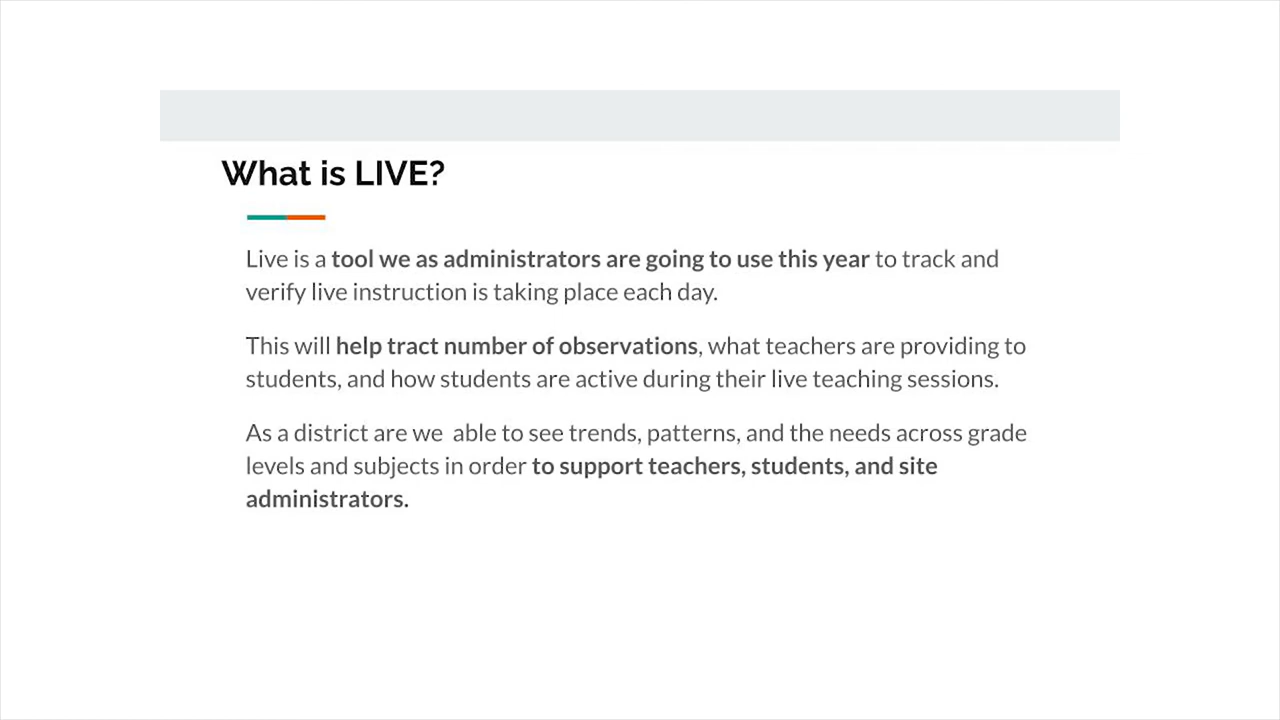 What is LIVE?
Live is a tool we as administrators are going to use this year to track and
verify live instruction is taking place each day.
This will help tract number of observations, what teachers are providing to
students, and how students are active during their live teaching sessions.
As a district are we  able to see trends, patterns, and the needs across grade
levels and subjects in order to support teachers, students, and site
administrators.